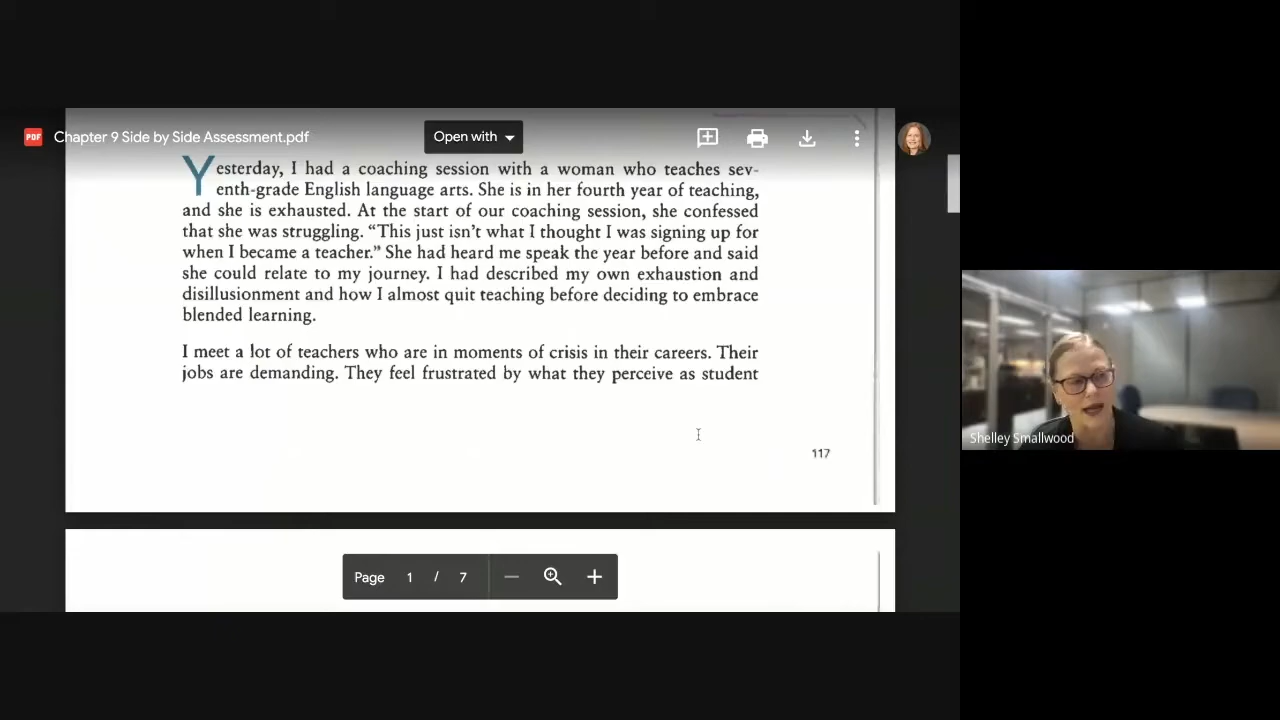 PDF Chapter 9 Side by Side Assessment.pdf
Open with
Yesterday, I had a coaching session with a woman who teaches sev-
enth-grade English language arts. She is in her fourth year of teaching,
and she is exhausted. At the start of our coaching session, she confessed
that she was struggling. “This just isn’t what I thought I was signing up for
when I became a teacher.” She had heard me speak the year before and said
she could relate to my journey. I had described my own exhaustion and
disillusionment and how I almost quit teaching before deciding to embrace
blended learning.
I meet a lot of teachers who are in moments of crisis in their careers. Their
jobs are demanding. They feel frustrated by what they perceive as student
117
Page 1 / 7
Shelley Smallwood